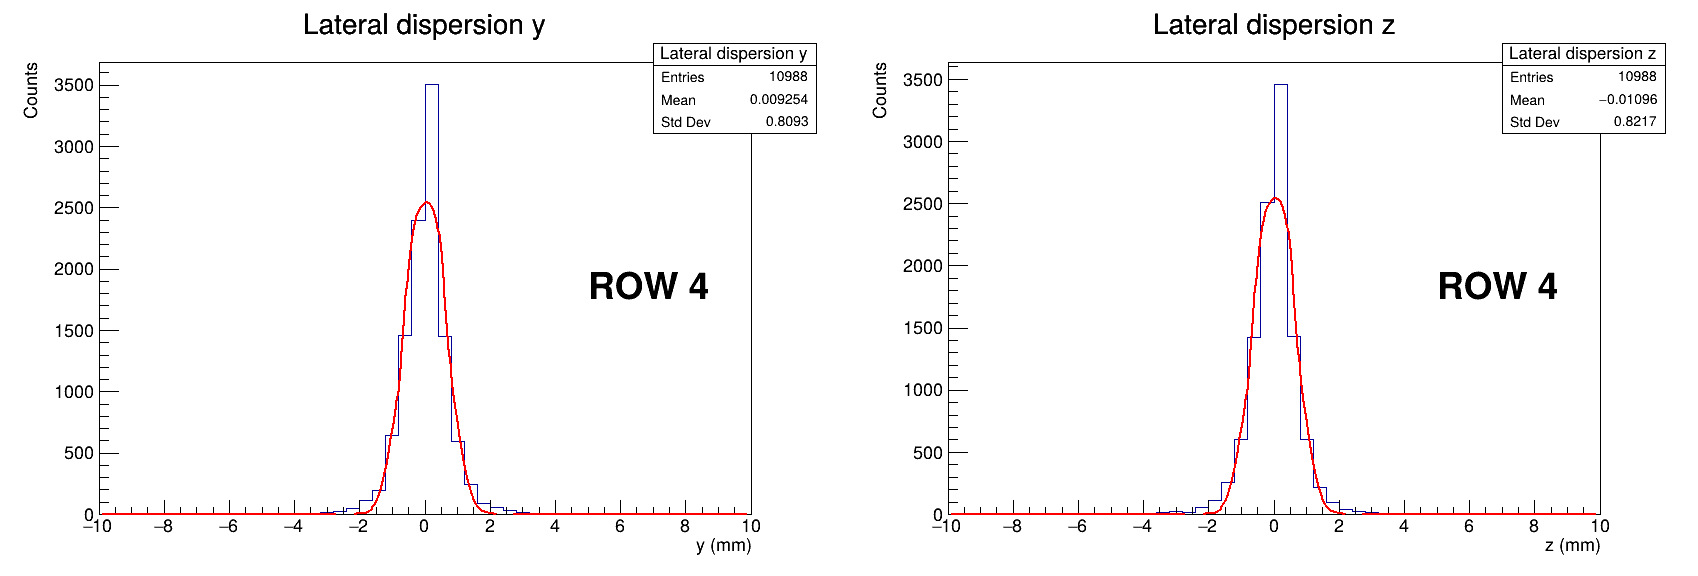 Lateral dispersion y
Counts
3500
3000
2500
2000
1500
1000
500
0
−10
−8
−6
−4
−2
0
2
4
6
8
10
y (mm)
Lateral dispersion y
Entries 10988
Mean 0.009254
Std Dev 0.8093
ROW 4
Lateral dispersion z
Counts
3500
3000
2500
2000
1500
1000
500
0
−10
−8
−6
−4
−2
0
2
4
6
8
10
z (mm)
Lateral dispersion z
Entries 10988
Mean −0.01096
Std Dev 0.8217
ROW 4